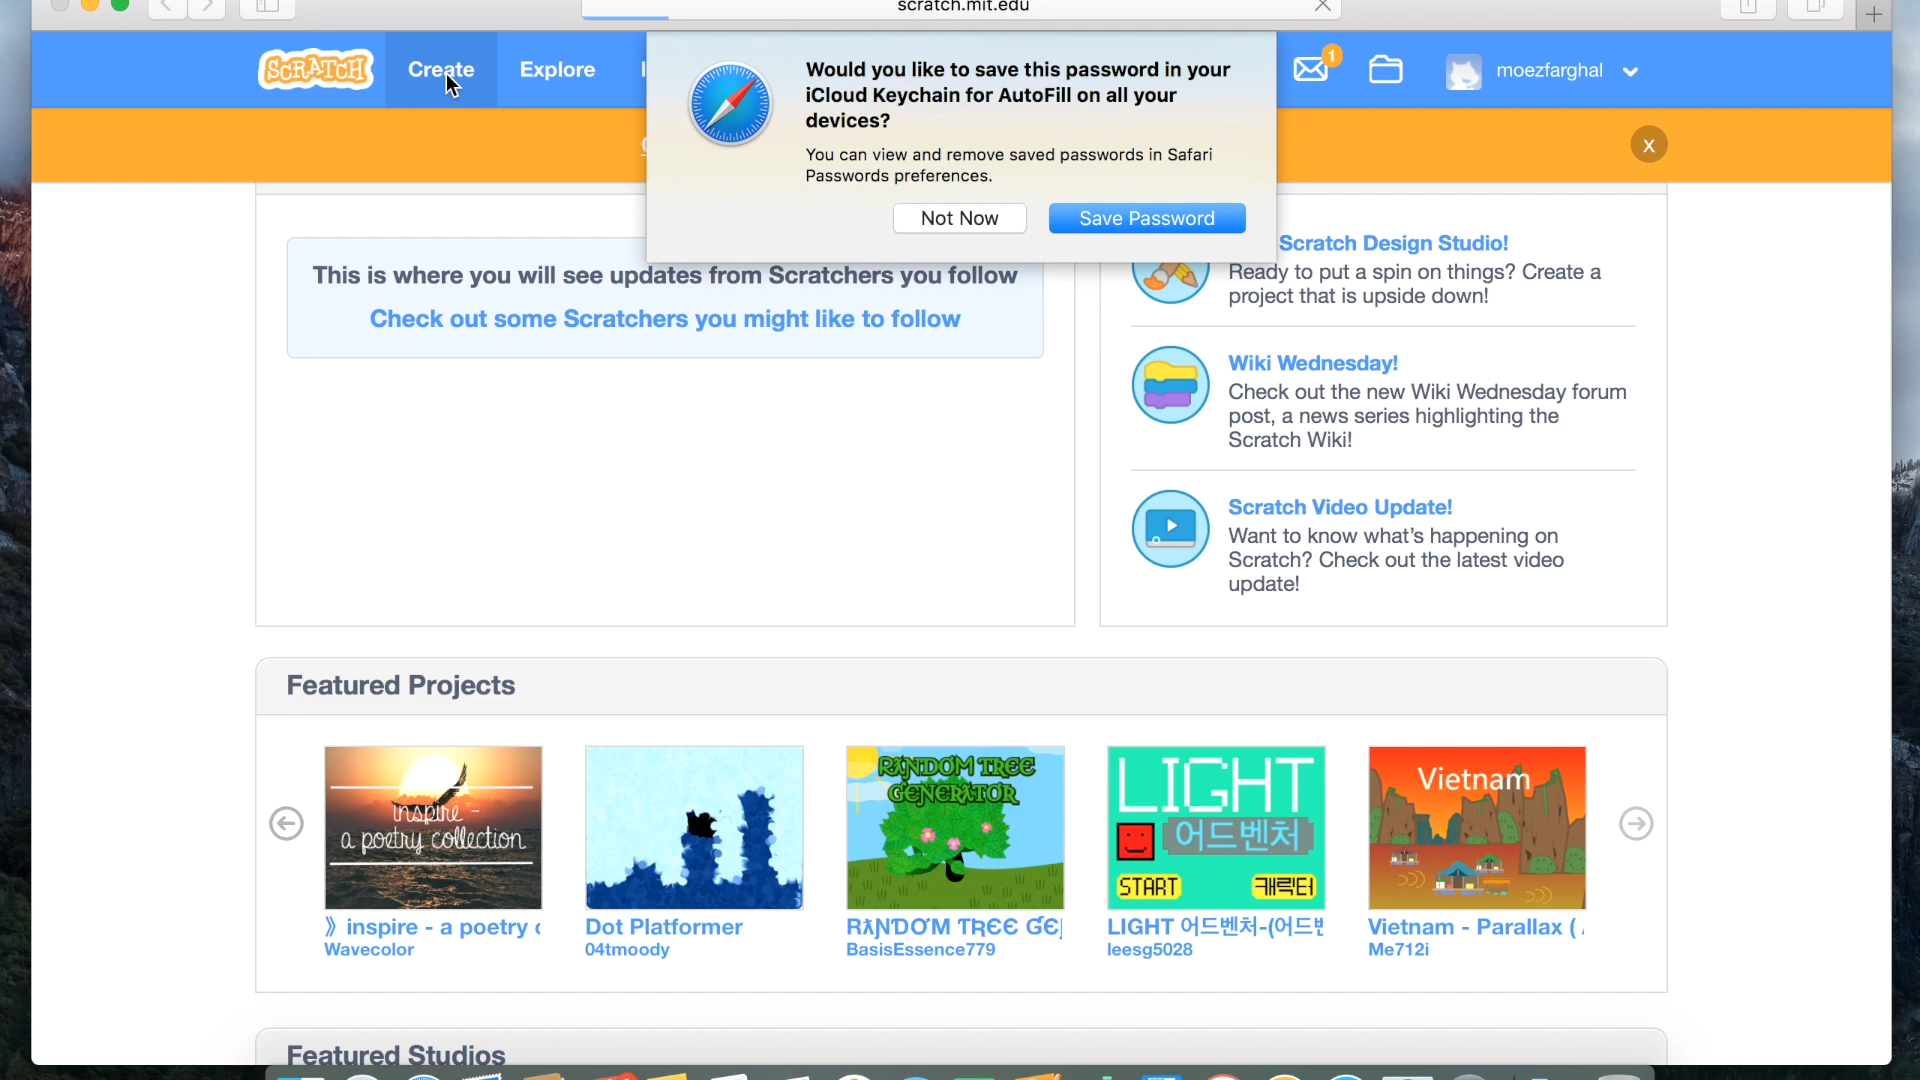 scratch.mit.edu
SCRATCH
Create
Explore
Would you like to save this password in your
iCloud Keychain for AutoFill on all your
devices?
You can view and remove saved passwords in Safari
Passwords preferences.
Not Now
Save Password
1
moezfarghal
x
This is where you will see updates from Scratchers you follow
Check out some Scratchers you might like to follow
Scratch Design Studio!
Ready to put a spin on things? Create a
project that is upside down!
Wiki Wednesday!
Check out the new Wiki Wednesday forum
post, a news series highlighting the
Scratch Wiki!
Scratch Video Update!
Want to know what's happening on
Scratch? Check out the latest video
update!
Featured Projects
inspire -
a poetry collection
RANDOM TREE
GENERATOR
LIGHT
어드벤처
START
캐릭터
Vietnam
》 inspire - a poetry
Wavecolor
Dot Platformer
04tmoody
RȺƝDƠM ƬƦЄЄ ƓЄ
BasisEssence779
LIGHT 어드벤처-(어드
leesg5028
Vietnam - Parallax (
Me712i
Featured Studios